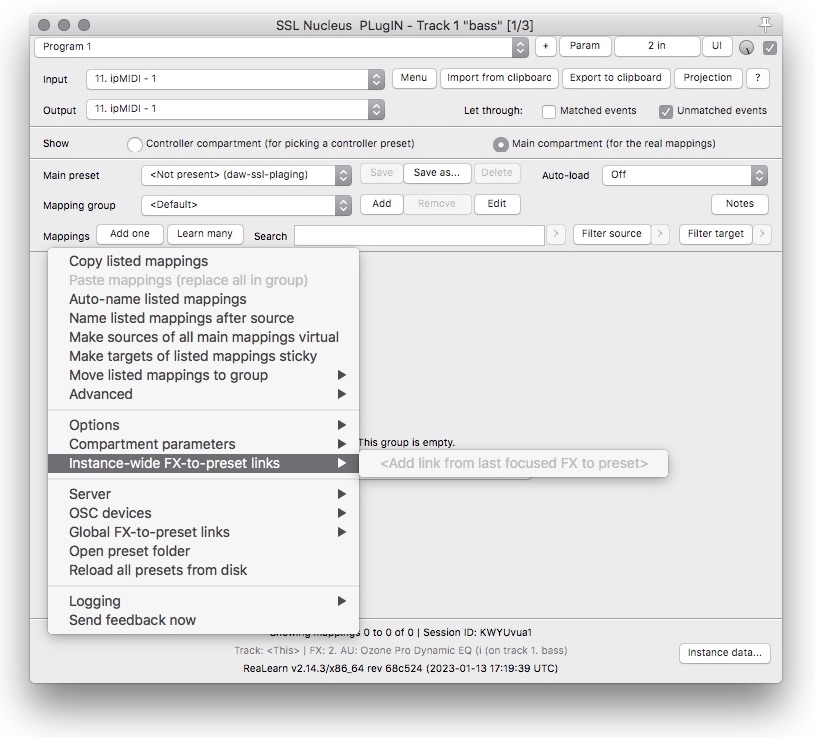 SSL Nucleus PLugIN - Track 1 "bass" [1/3]
Program 1 + Param 2 in UI
Input 11. ipMIDI - 1 Menu Import from clipboard Export to clipboard Projection ?
Output 11. ipMIDI - 1 Let through: Matched events Unmatched events
Show Controller compartment (for picking a controller preset) Main compartment (for the real mappings)
Main preset <Not present> (daw-ssl-plaging) Save Save as... Delete Auto-load Off
Mapping group <Default> Add Remove Edit Notes
Mappings Add one Learn many Search > Filter source > Filter target >
Copy listed mappings
Paste mappings (replace all in group)
Auto-name listed mappings
Name listed mappings after source
Make sources of all main mappings virtual
Make targets of listed mappings sticky
Move listed mappings to group
Advanced
Options
Compartment parameters
This group is empty.
Instance-wide FX-to-preset links <Add link from last focused FX to preset>
Server
OSC devices
Global FX-to-preset links
Open preset folder
Reload all presets from disk
Logging
Send feedback now
Showing mappings 0 to 0 of 0 | Session ID: KWYUvua1
Track: <This> | FX: 2. AU: Ozone Pro Dynamic EQ (i (on track 1. bass)
Instance data...
ReaLearn v2.14.3/x86_64 rev 68c524 (2023-01-13 17:19:39 UTC)